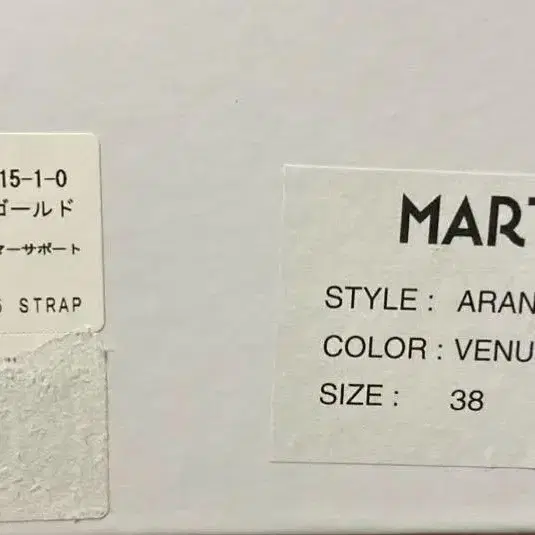 15-1-0
ゴールド
マーサポート
STRAP
MART
STYLE : ARAN
COLOR : VENU
SIZE : 38